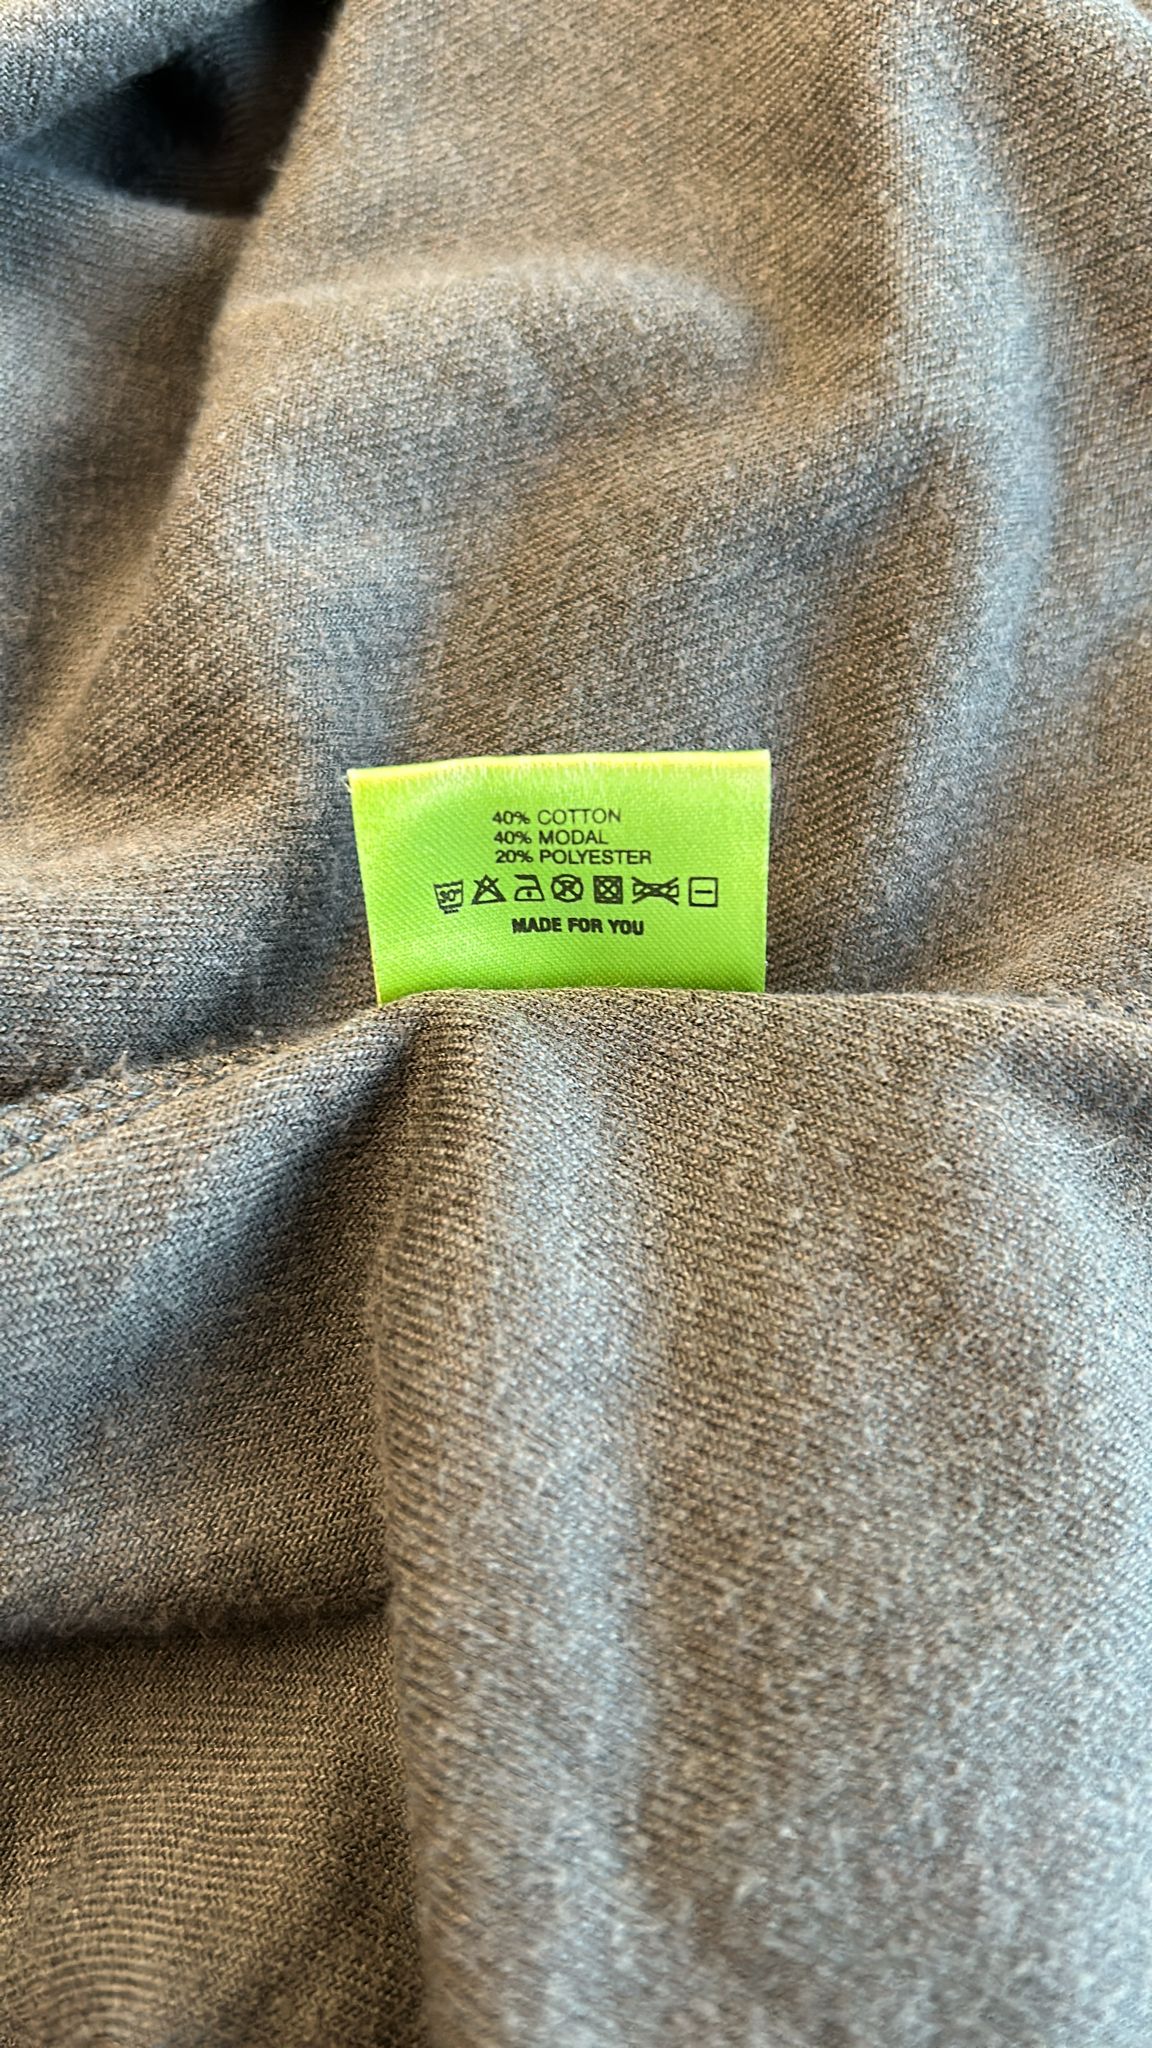 40% COTTON
40% MODAL
20% POLYESTER
30°
MADE FOR YOU